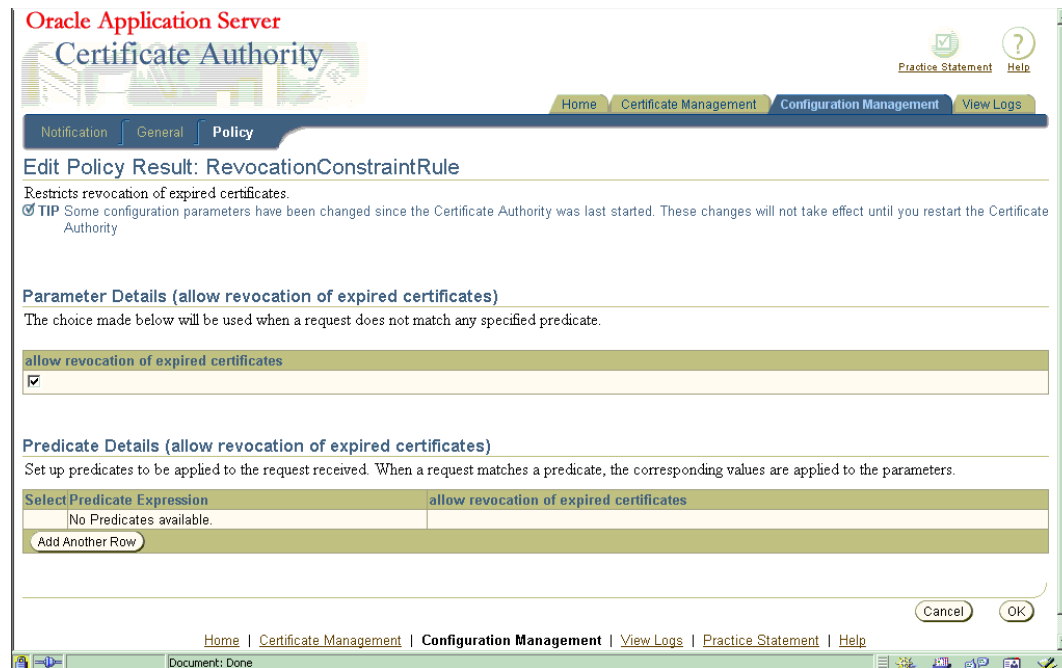 Oracle Application Server
Certificate Authority
Practice Statement Help
Home Certificate Management Configuration Management View Logs
Notification General Policy
Edit Policy Result: RevocationConstraintRule
Restricts revocation of expired certificates.
TIP Some configuration parameters have been changed since the Certificate Authority was last started. These changes will not take effect until you restart the Certificate
Authority
Parameter Details (allow revocation of expired certificates)
The choice made below will be used when a request does not match any specified predicate.
allow revocation of expired certificates
Predicate Details (allow revocation of expired certificates)
Set up predicates to be applied to the request received. When a request matches a predicate, the corresponding values are applied to the parameters.
Select Predicate Expression allow revocation of expired certificates
No Predicates available.
Add Another Row
Cancel OK
Home | Certificate Management | Configuration Management | View Logs | Practice Statement | Help
Document: Done